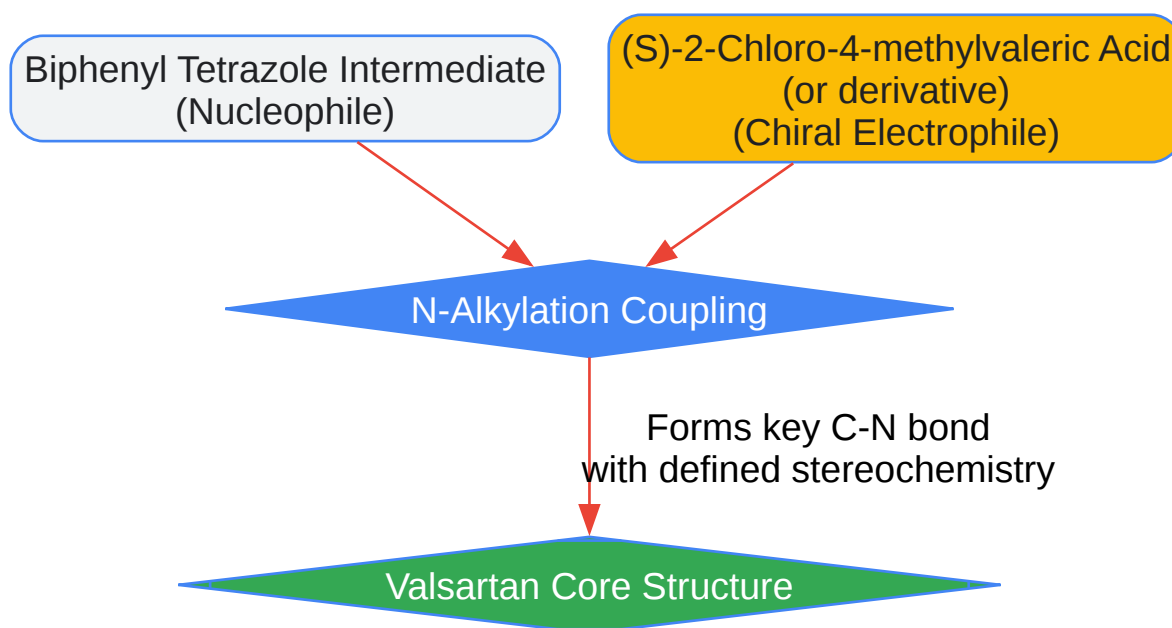 Biphenyl Tetrazole Intermediate
(Nucleophile)
(S)-2-Chloro-4-methylvaleric Acid
(or derivative)
(Chiral Electrophile)
N-Alkylation Coupling
Forms key C-N bond
with defined stereochemistry
Valsartan Core Structure